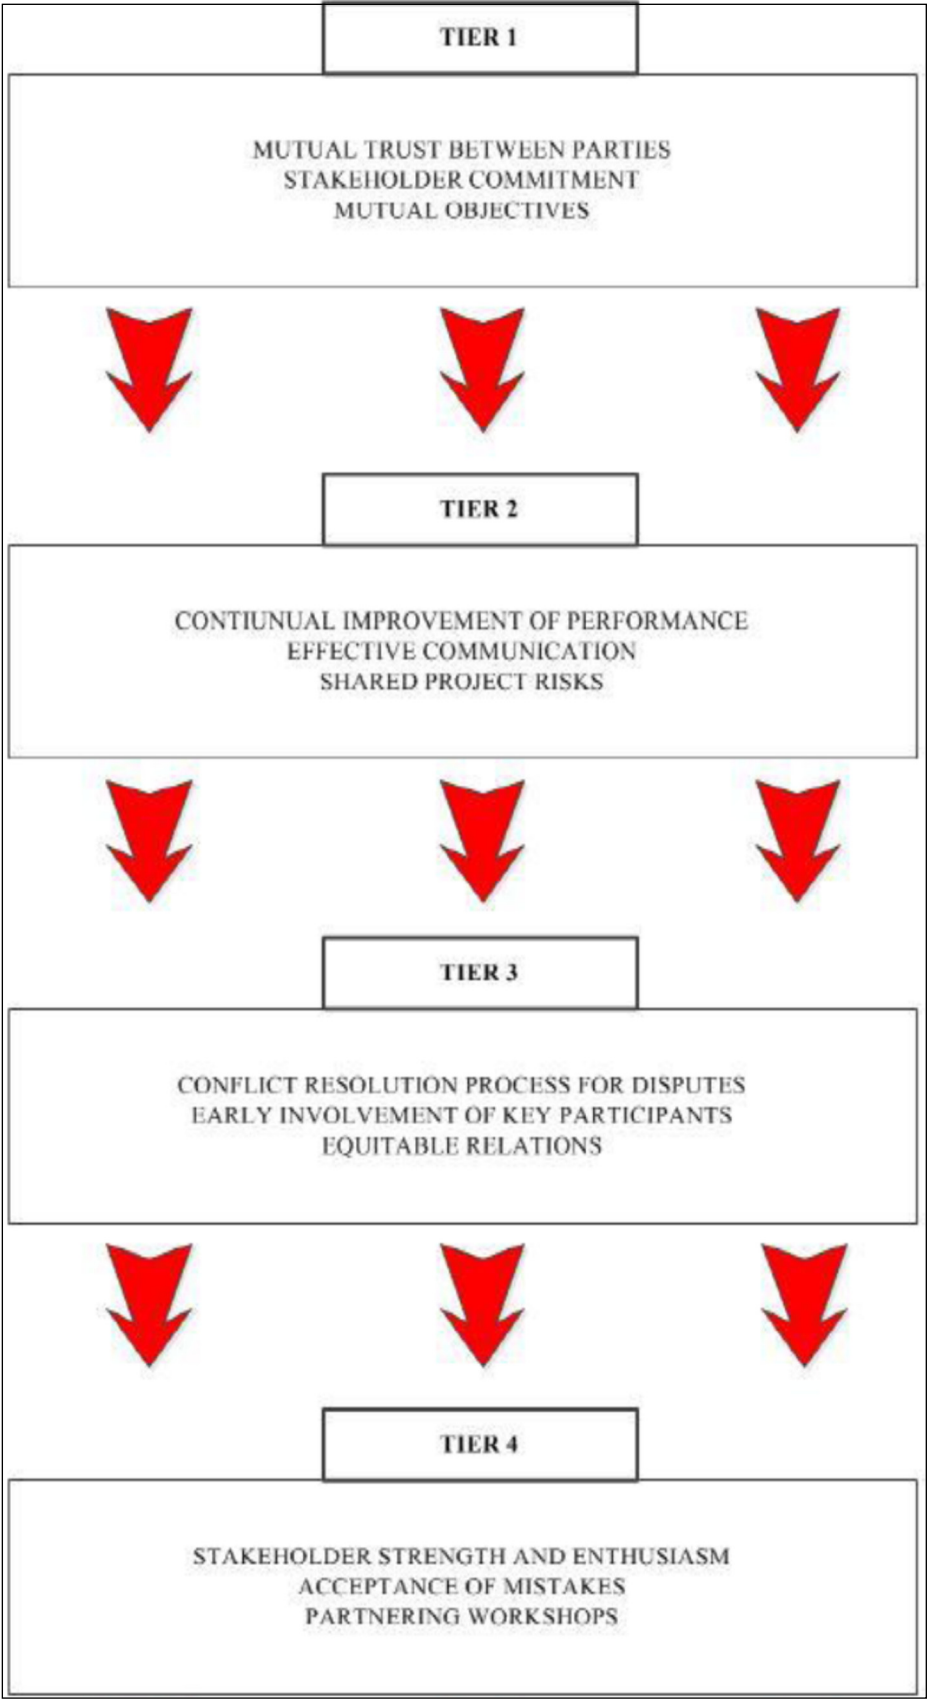 TIER 1
MUTUAL TRUST BETWEEN PARTIES
STAKEHOLDER COMMITMENT
MUTUAL OBJECTIVES
TIER 2
CONTIUNUAL IMPROVEMENT OF PERFORMANCE
EFFECTIVE COMMUNICATION
SHARED PROJECT RISKS
TIER 3
CONFLICT RESOLUTION PROCESS FOR DISPUTES
EARLY INVOLVEMENT OF KEY PARTICIPANTS
EQUITABLE RELATIONS
TIER 4
STAKEHOLDER STRENGTH AND ENTHUSIASM
ACCEPTANCE OF MISTAKES
PARTNERING WORKSHOPS